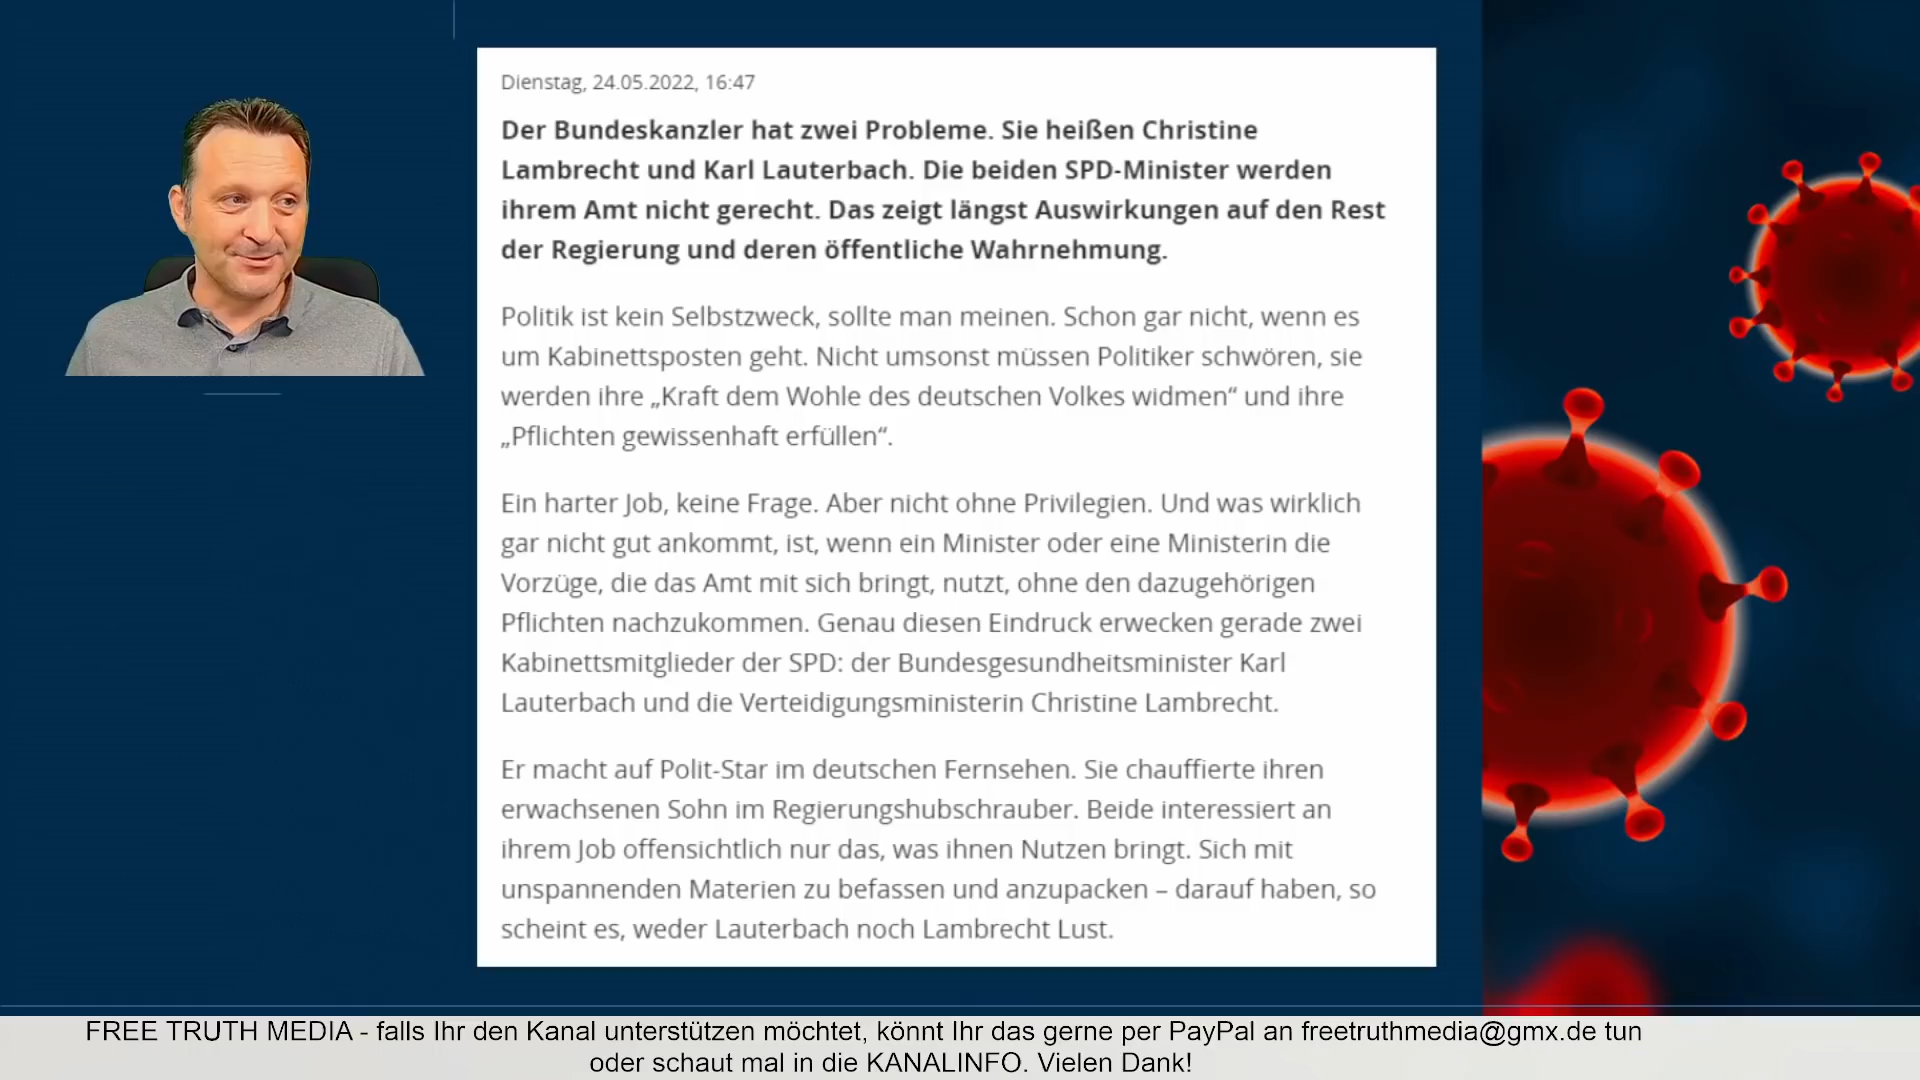 Dienstag, 24.05.2022, 16:47
Der Bundeskanzler hat zwei Probleme. Sie heißen Christine
Lambrecht und Karl Lauterbach. Die beiden SPD-Minister werden
ihrem Amt nicht gerecht. Das zeigt längst Auswirkungen auf den Rest
der Regierung und deren öffentliche Wahrnehmung.
Politik ist kein Selbstzweck, sollte man meinen. Schon gar nicht, wenn es
um Kabinettsposten geht. Nicht umsonst müssen Politiker schwören, sie
werden ihre „Kraft dem Wohle des deutschen Volkes widmen“ und ihre
„Pflichten gewissenhaft erfüllen“.
Ein harter Job, keine Frage. Aber nicht ohne Privilegien. Und was wirklich
gar nicht gut ankommt, ist, wenn ein Minister oder eine Ministerin die
Vorzüge, die das Amt mit sich bringt, nutzt, ohne den dazugehörigen
Pflichten nachzukommen. Genau diesen Eindruck erwecken gerade zwei
Kabinettsmitglieder der SPD: der Bundesgesundheitsminister Karl
Lauterbach und die Verteidigungsministerin Christine Lambrecht.
Er macht auf Polit-Star im deutschen Fernsehen. Sie chauffierte ihren
erwachsenen Sohn im Regierungshubschrauber. Beide interessiert an
ihrem Job offensichtlich nur das, was ihnen Nutzen bringt. Sich mit
unspannenden Materien zu befassen und anzupacken – darauf haben, so
scheint es, weder Lauterbach noch Lambrecht Lust.
FREE TRUTH MEDIA - falls Ihr den Kanal unterstützen möchtet, könnt Ihr das gerne per PayPal an freetruthmedia@gmx.de tun
oder schaut mal in die KANALINFO. Vielen Dank!